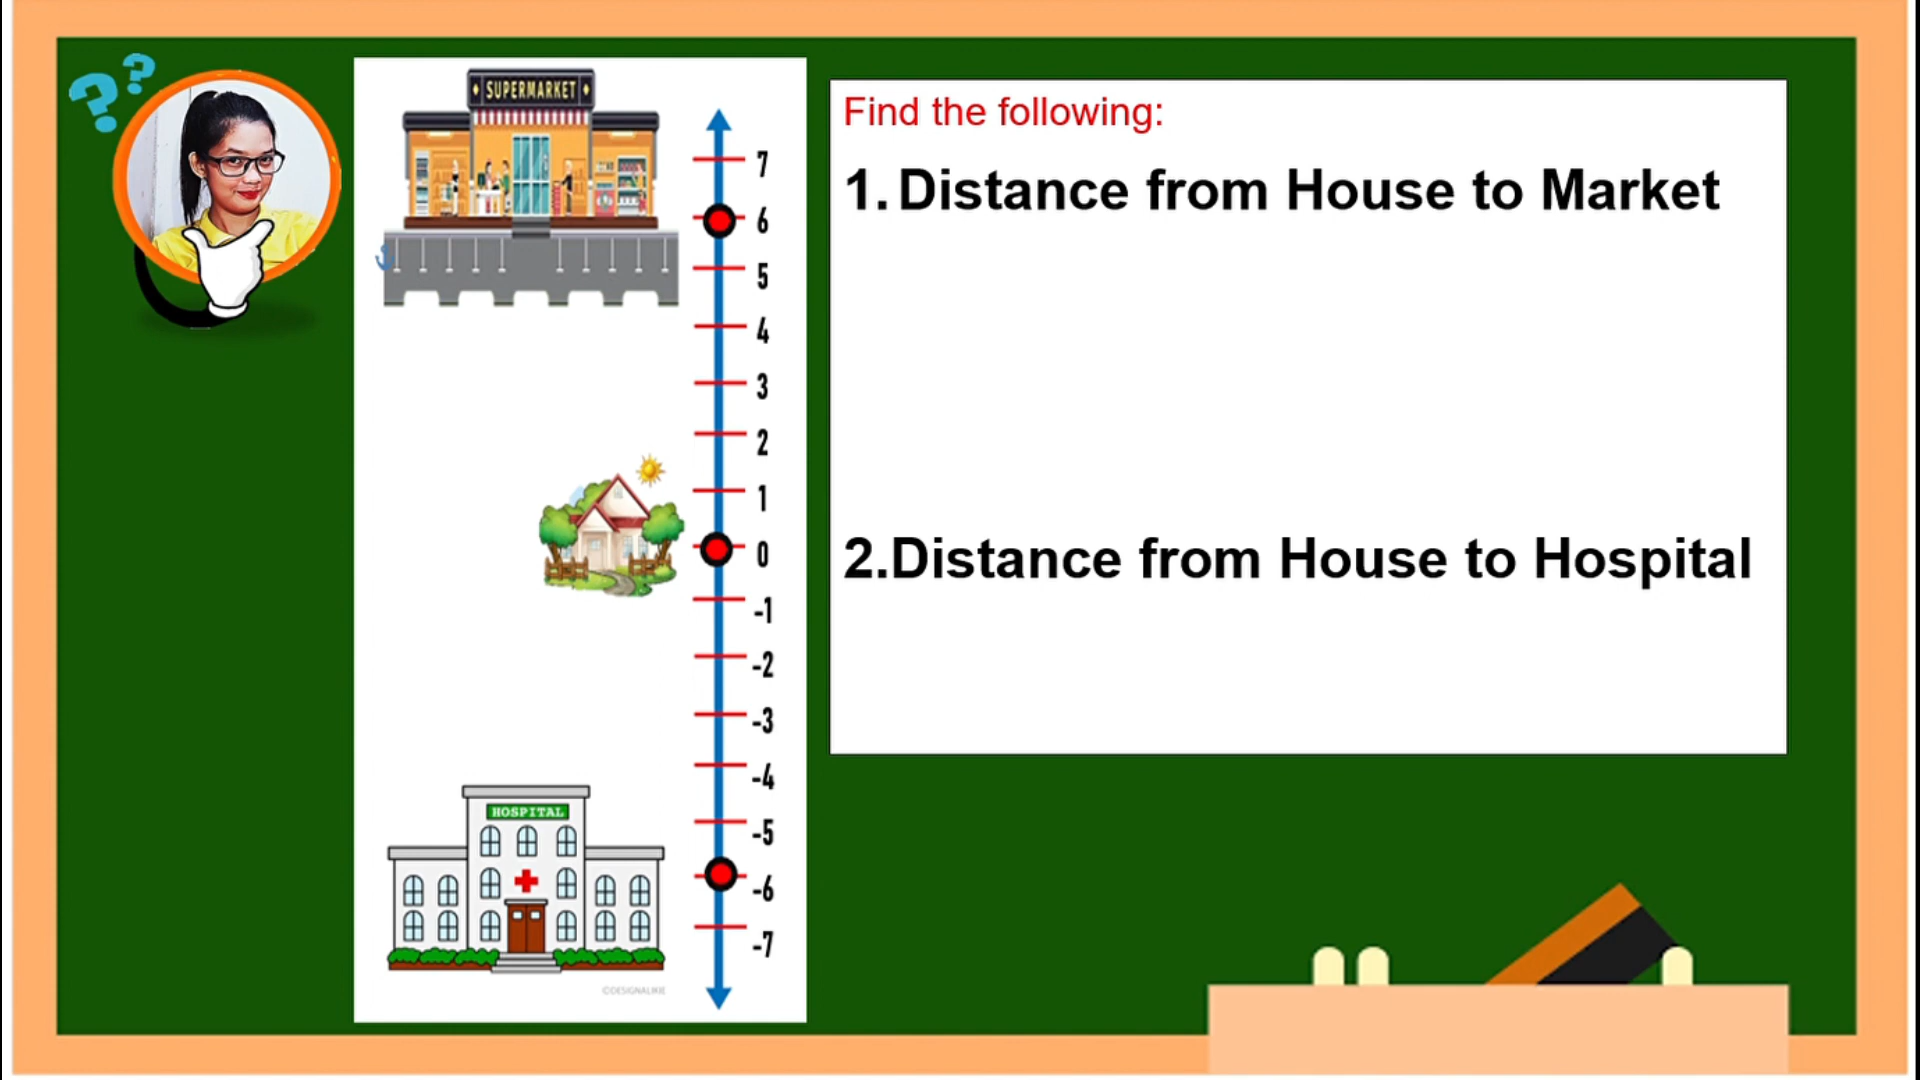 ? ?
SUPERMARKET
7
6
5
4
3
2
1
0
-1
-2
-3
-4
-5
-6
-7
HOSPITAL
©DESIGNALIKIE
Find the following:
1. Distance from House to Market
2.Distance from House to Hospital